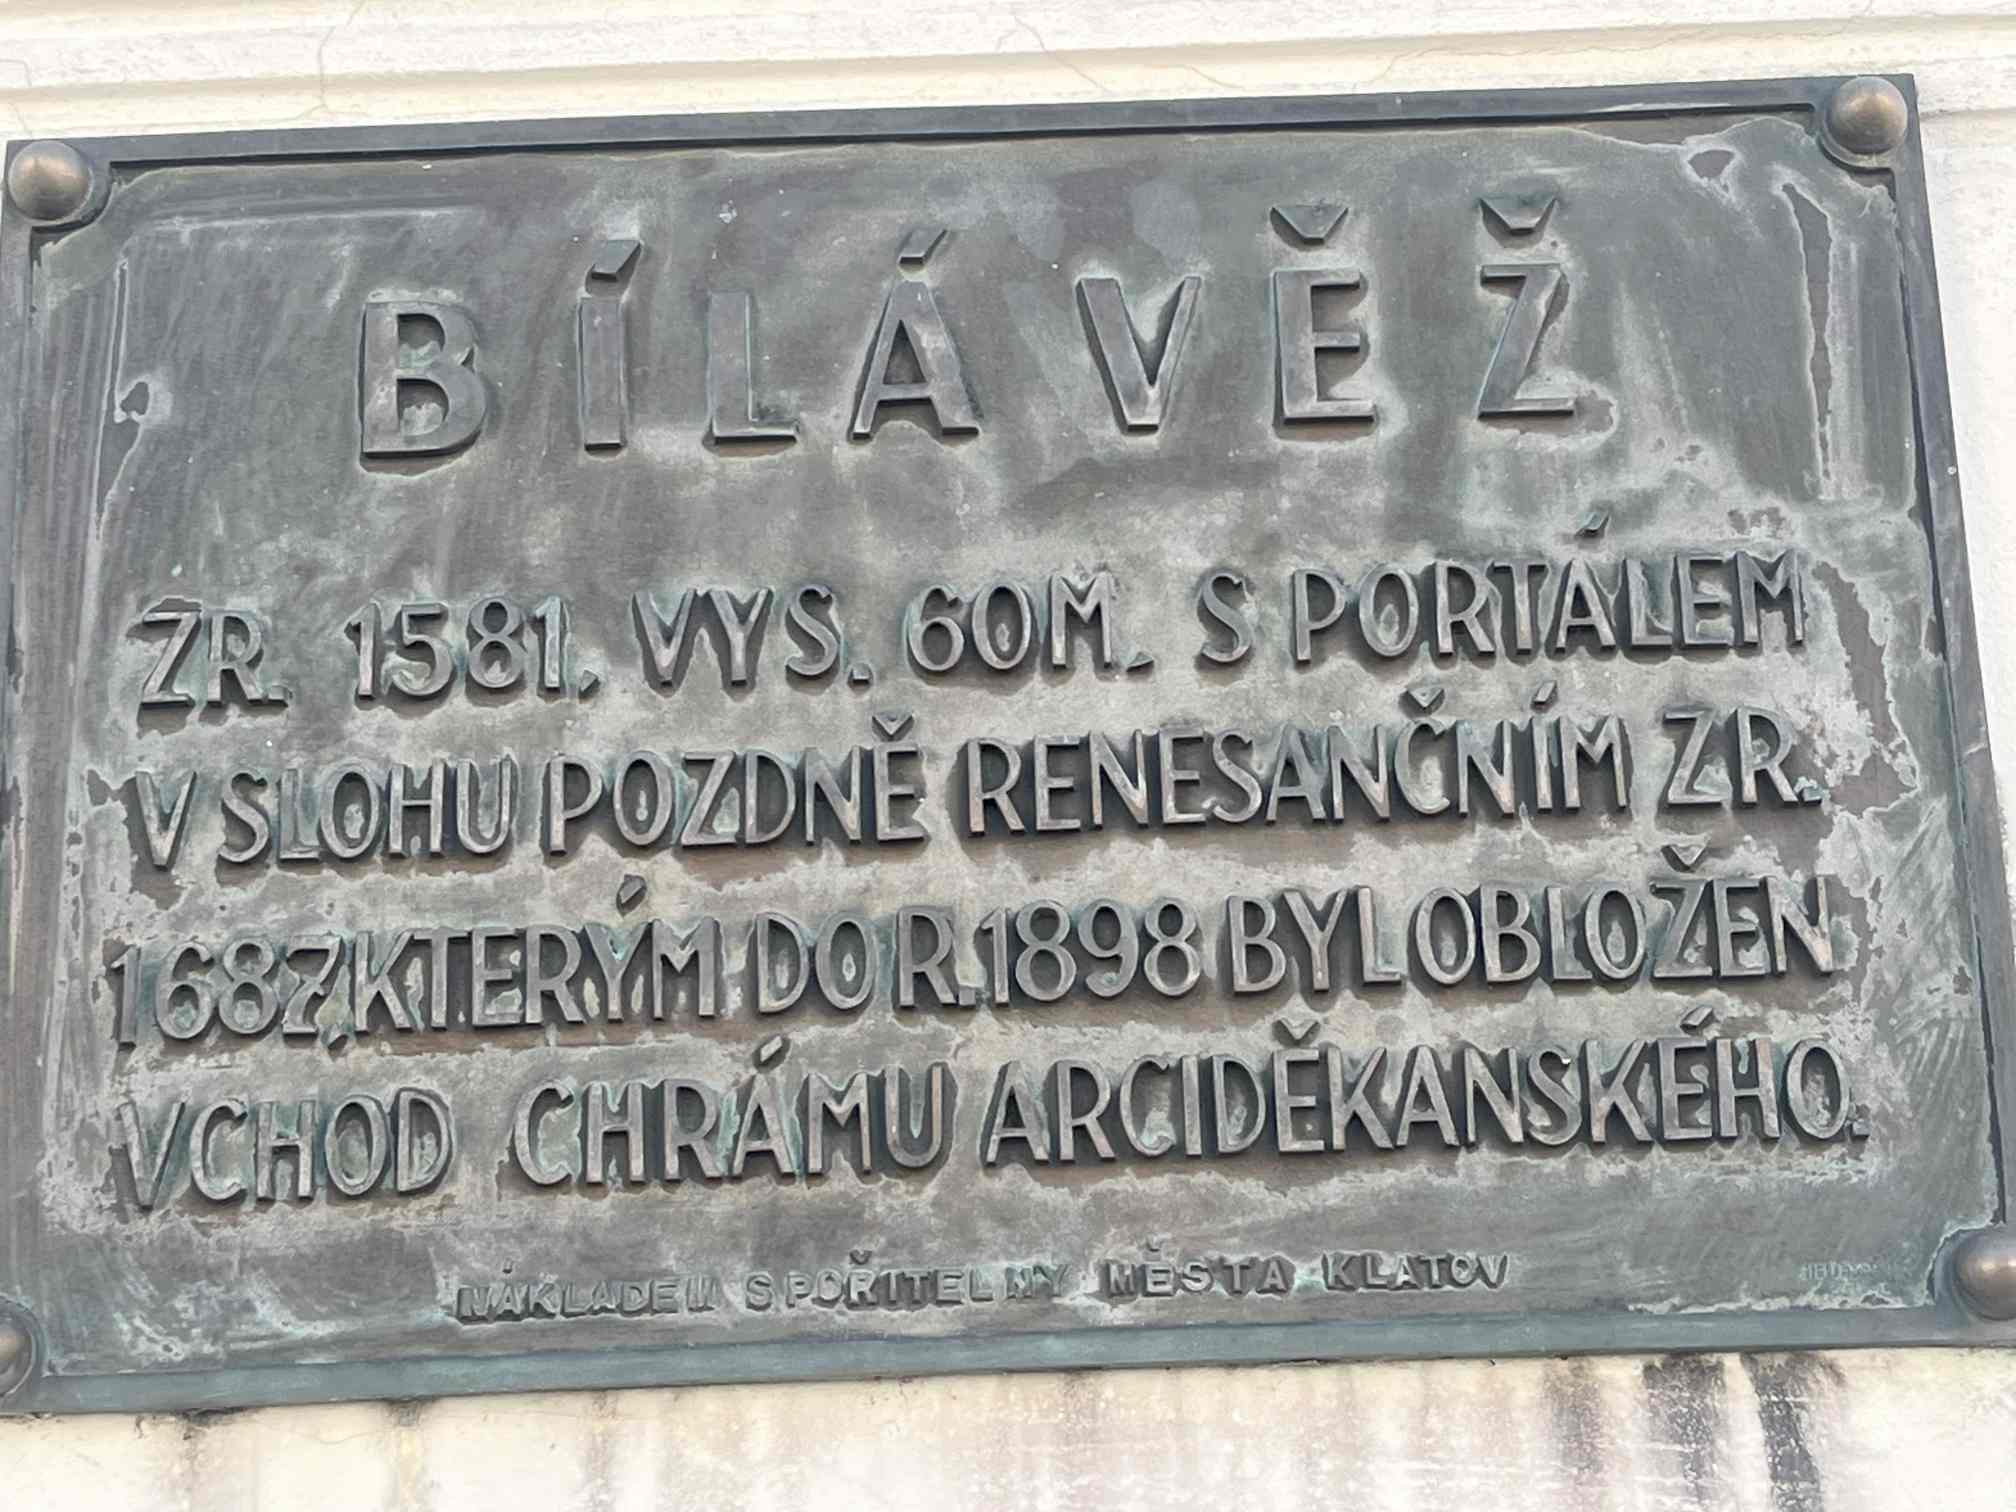 BÍLÁ VĚŽ
ZR. 1581, VYS. 60M. S PORTÁLEM
V SLOHU POZDNĚ RENESANČNÍM ZR.
1687, KTERÝM DO R. 1898 BYL OBLOŽEN
VCHOD CHRÁMU ARCIDĚKANSKÉHO.
NÁKLADEM SPOŘITELNY MĚSTA KLATOV